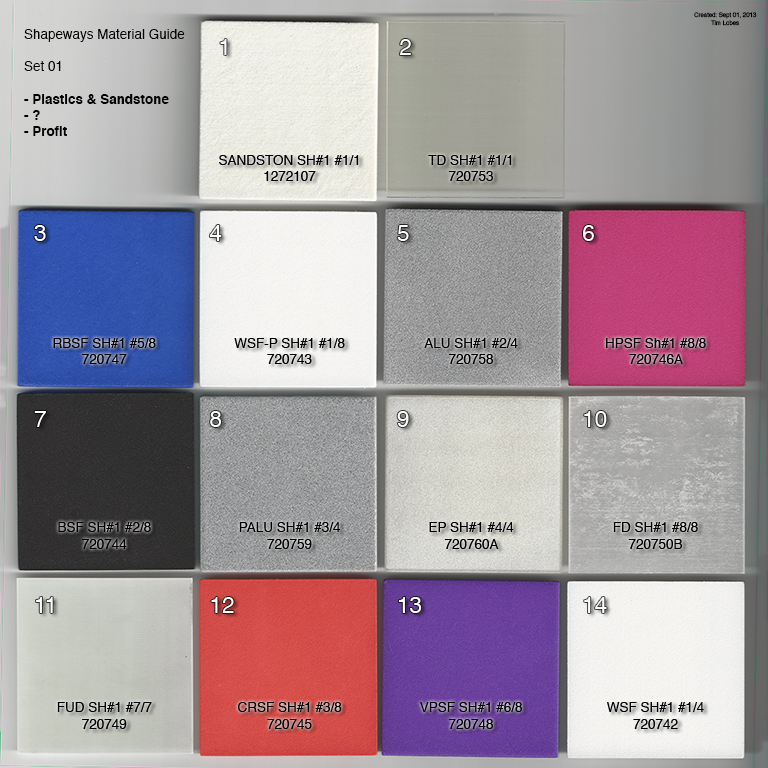 Shapeways Material Guide
Set 01
- Plastics & Sandstone
- ?
- Profit
Created: Sept 01, 2013
Tim Lobes
1
SANDSTON SH#1 #1/1
1272107
2
TD SH#1 #1/1
720753
3
RBSF SH#1 #5/8
720747
4
WSF-P SH#1 #1/8
720743
5
ALU SH#1 #2/4
720758
6
HPSF Sh#1 #8/8
720746A
7
BSF SH#1 #2/8
720744
8
PALU SH#1 #3/4
720759
9
EP SH#1 #4/4
720760A
10
FD SH#1 #8/8
720750B
11
FUD SH#1 #7/7
720749
12
CRSF SH#1 #3/8
720745
13
VPSF SH#1 #6/8
720748
14
WSF SH#1 #1/4
720742